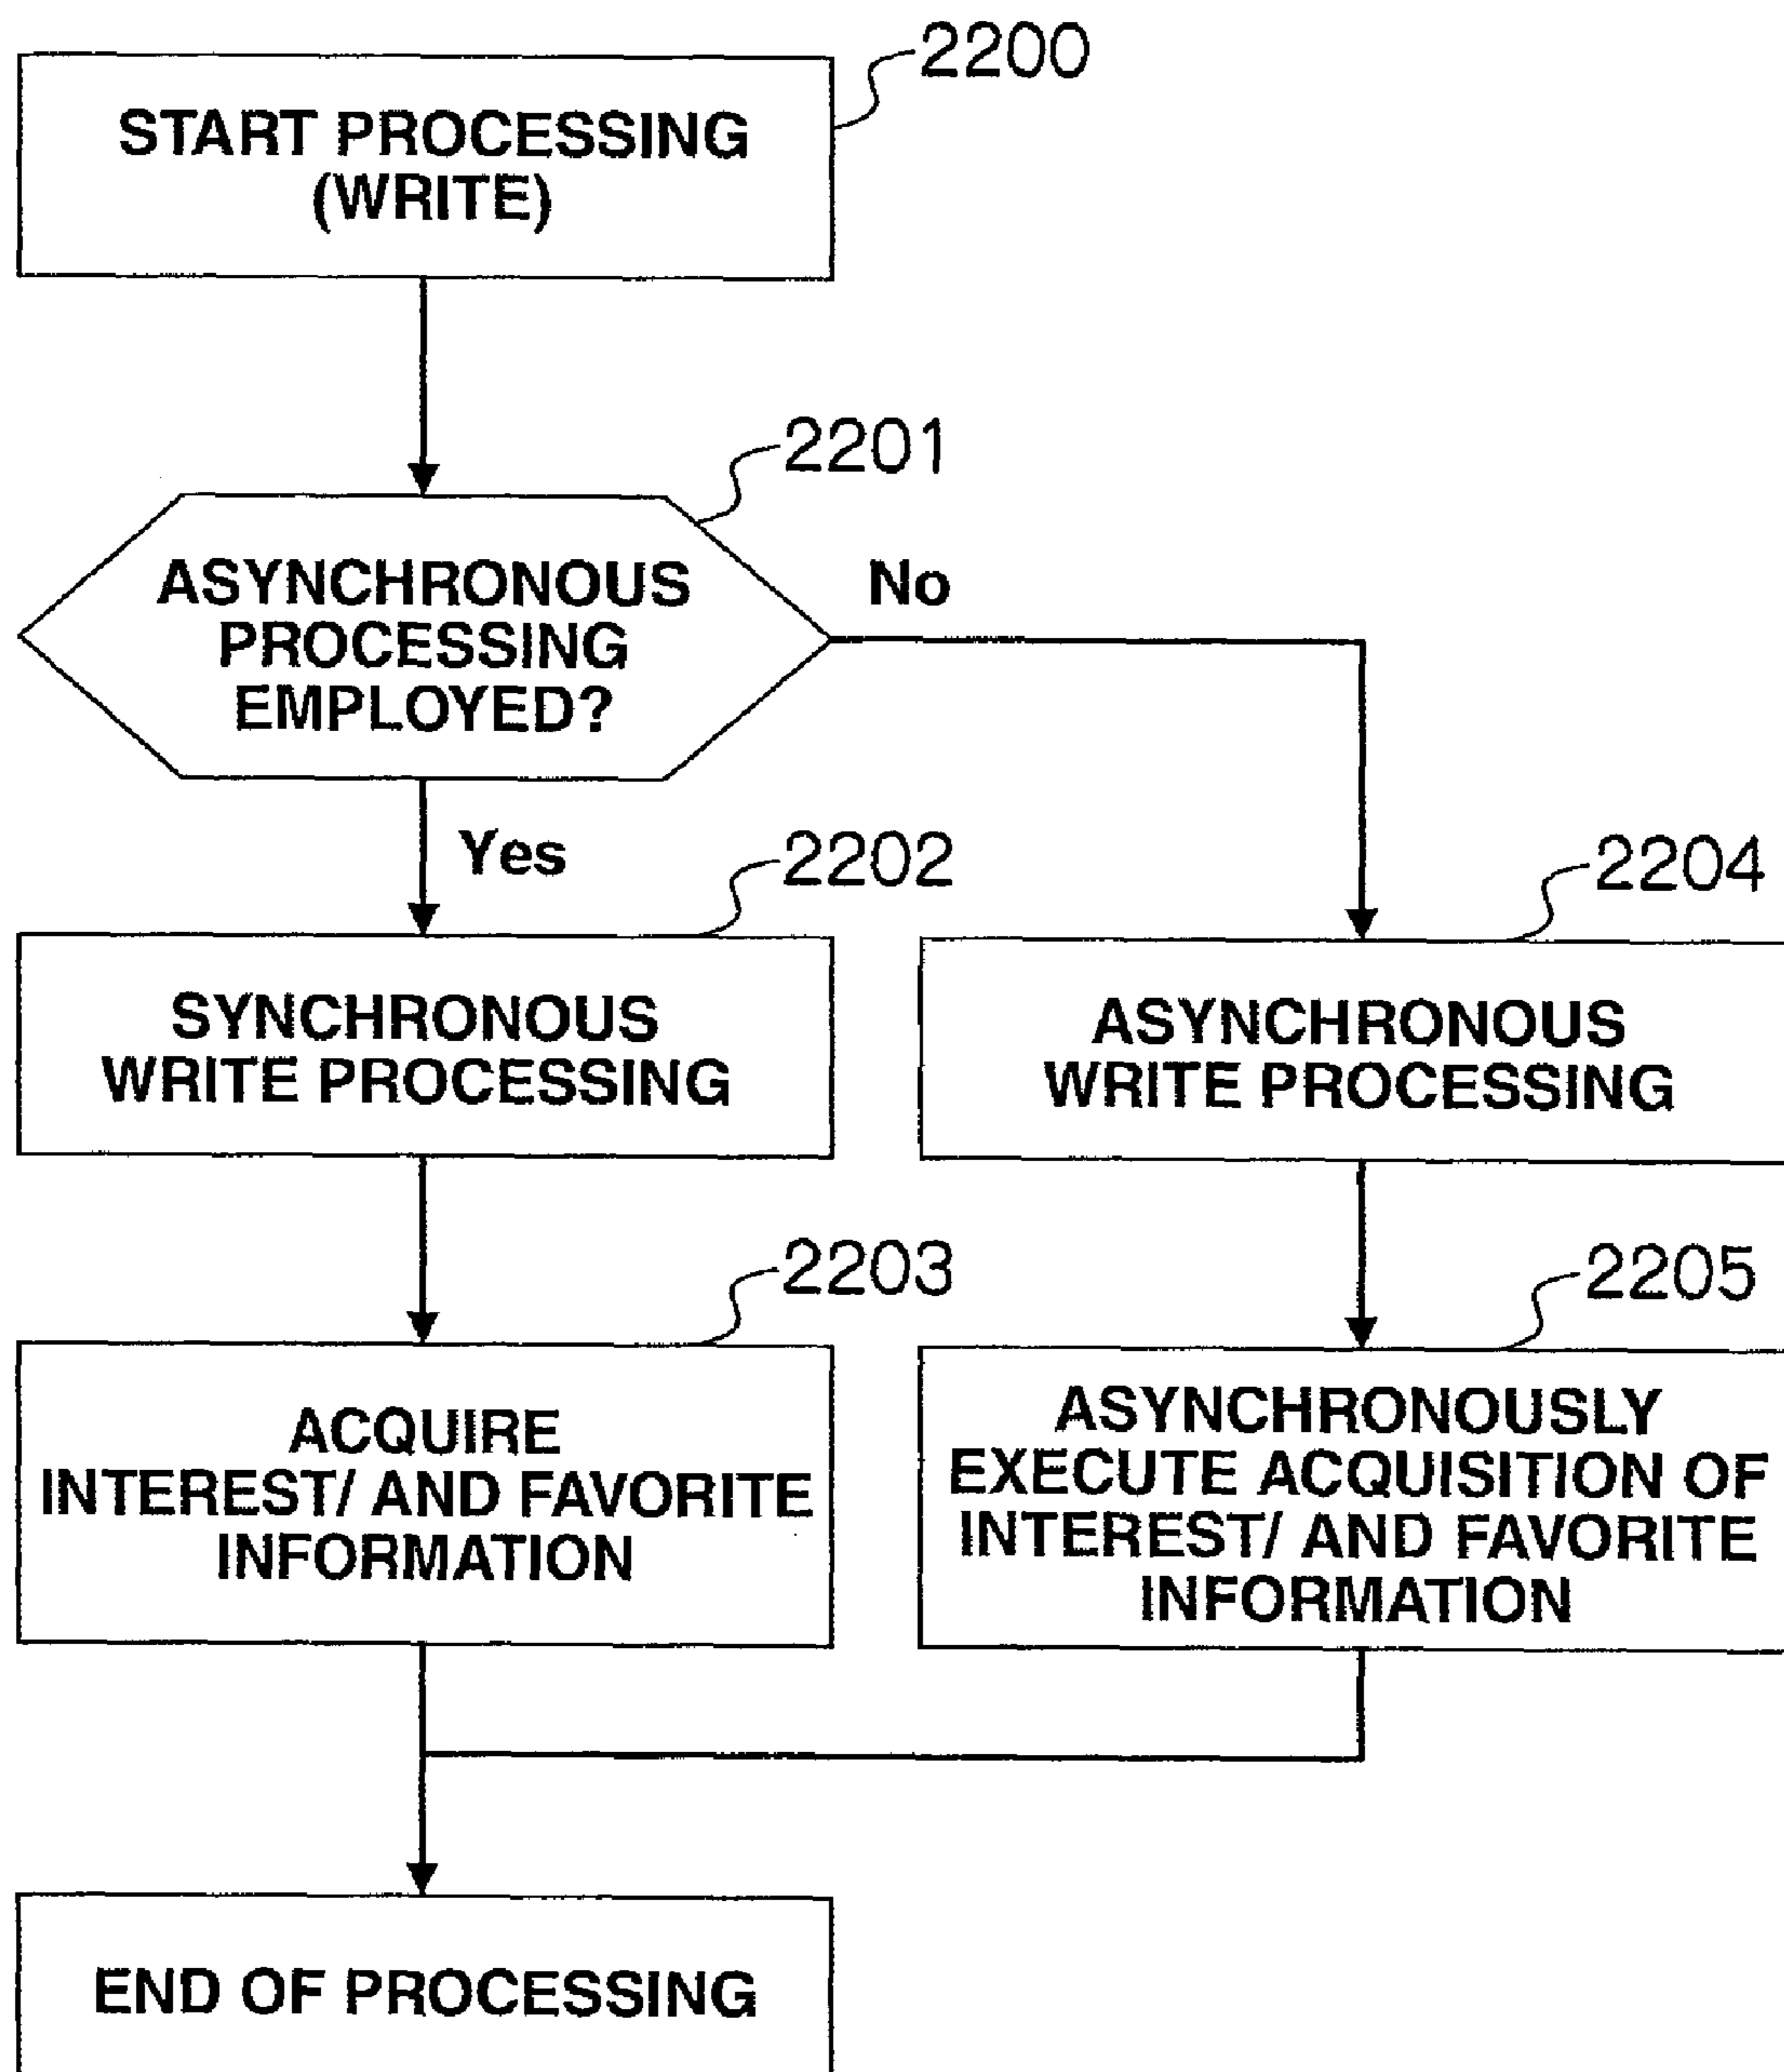 2200
START PROCESSING
(WRITE)
2201
ASYNCHRONOUS
PROCESSING
EMPLOYED?
No
Yes
2202
SYNCHRONOUS
WRITE PROCESSING
2204
ASYNCHRONOUS
WRITE PROCESSING
2203
ACQUIRE
INTEREST/ AND FAVORITE
INFORMATION
2205
ASYNCHRONOUSLY
EXECUTE ACQUISITION OF
INTEREST/ AND FAVORITE
INFORMATION
END OF PROCESSING